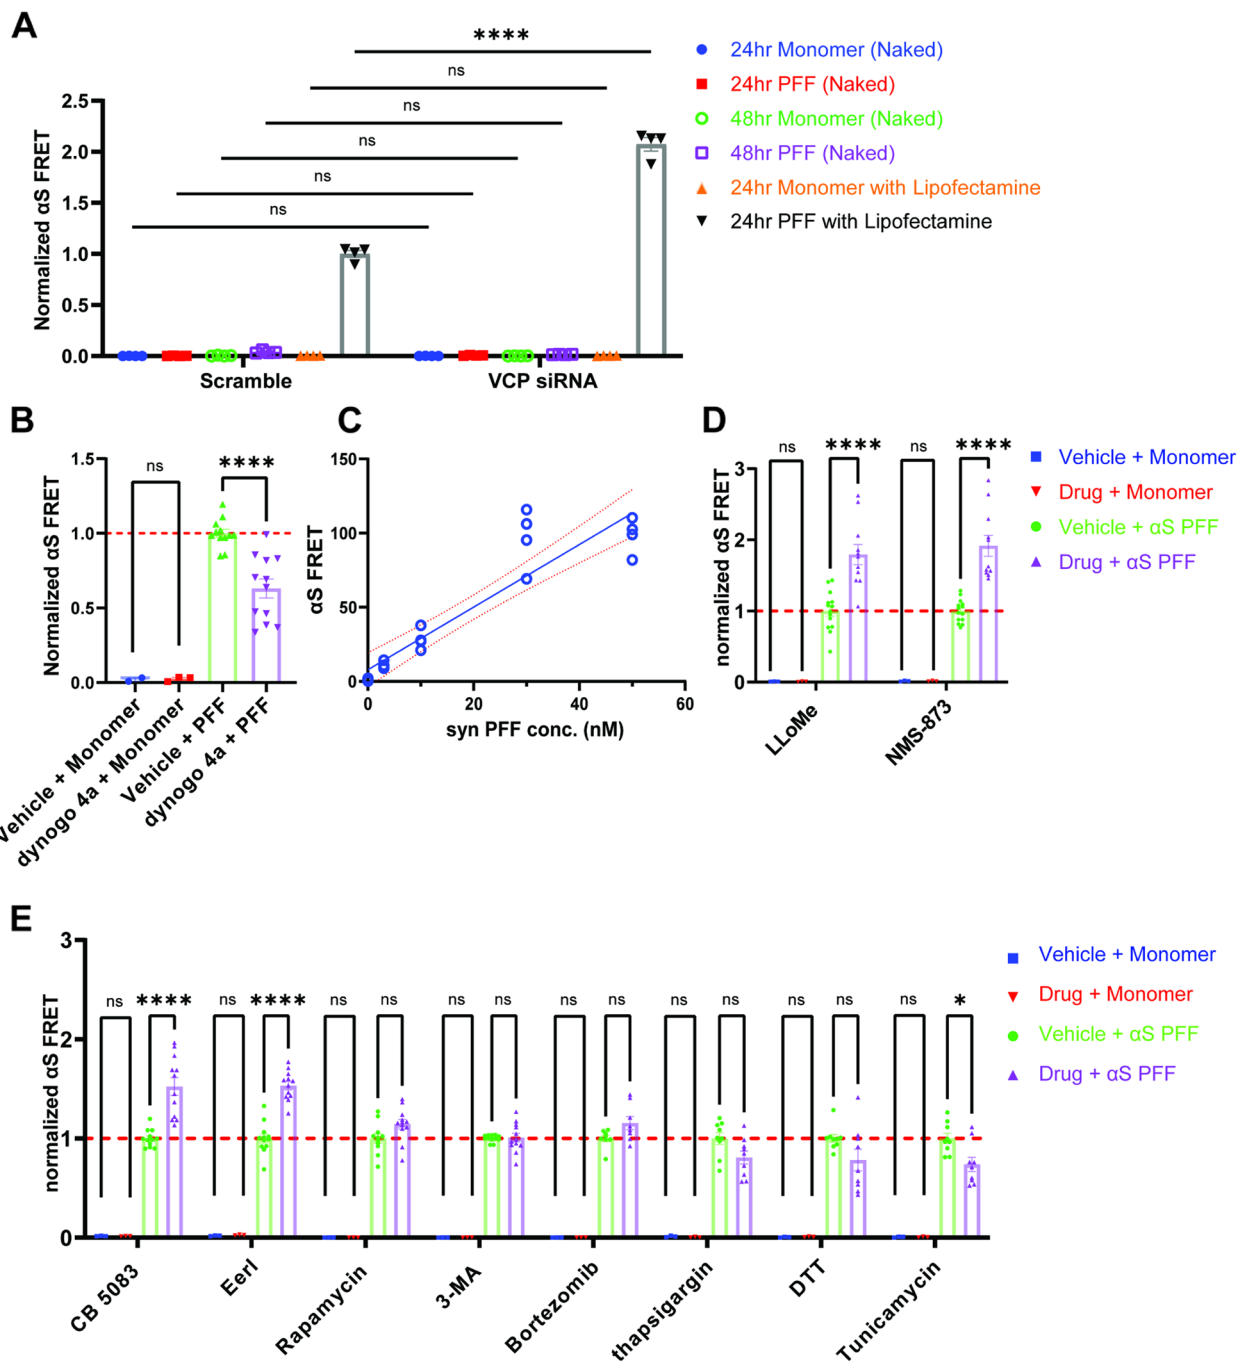 A
****
ns
ns
ns
ns
ns
2.5
2.0
1.5
1.0
0.5
0.0
Normalized αS FRET
Scramble
VCP siRNA
24hr Monomer (Naked)
24hr PFF (Naked)
48hr Monomer (Naked)
48hr PFF (Naked)
24hr Monomer with Lipofectamine
24hr PFF with Lipofectamine
B
1.5
1.0
0.5
0.0
Normalized αS FRET
ns
****
Vehicle + Monomer
dynogo 4a + Monomer
Vehicle + PFF
dynogo 4a + PFF
C
150
100
50
0
αS FRET
0
20
40
60
syn PFF conc. (nM)
D
3
2
1
0
normalized αS FRET
ns
****
ns
****
LLoMe
NMS-873
Vehicle + Monomer
Drug + Monomer
Vehicle + αS PFF
Drug + αS PFF
E
3
2
1
0
normalized αS FRET
ns
****
ns
****
ns
ns
ns
ns
ns
ns
ns
ns
ns
ns
ns
*
CB 5083
EerI
Rapamycin
3-MA
Bortezomib
thapsigargin
DTT
Tunicamycin
Vehicle + Monomer
Drug + Monomer
Vehicle + αS PFF
Drug + αS PFF